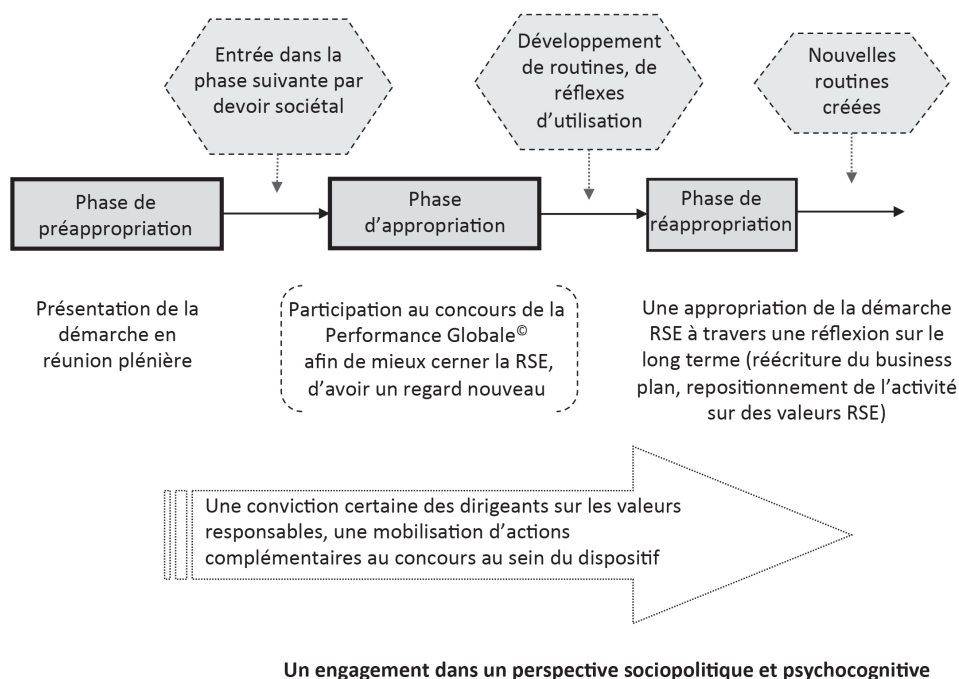 Entrée dans la
phase suivante par
devoir sociétal
Développement
de routines, de
réflexes
d’utilisation
Nouvelles
routines
créées
Phase de
préappropriation
Phase
d’appropriation
Phase de
réappropriation
Présentation de la
démarche en
réunion plénière
Participation au concours de la
Performance Globale©
afin de mieux cerner la RSE,
d’avoir un regard nouveau
Une appropriation de la démarche
RSE à travers une réflexion sur le
long terme (réécriture du business
plan, repositionnement de l’activité
sur des valeurs RSE)
Une conviction certaine des dirigeants sur les valeurs
responsables, une mobilisation d’actions
complémentaires au concours au sein du dispositif
Un engagement dans un perspective sociopolitique et psychocognitive